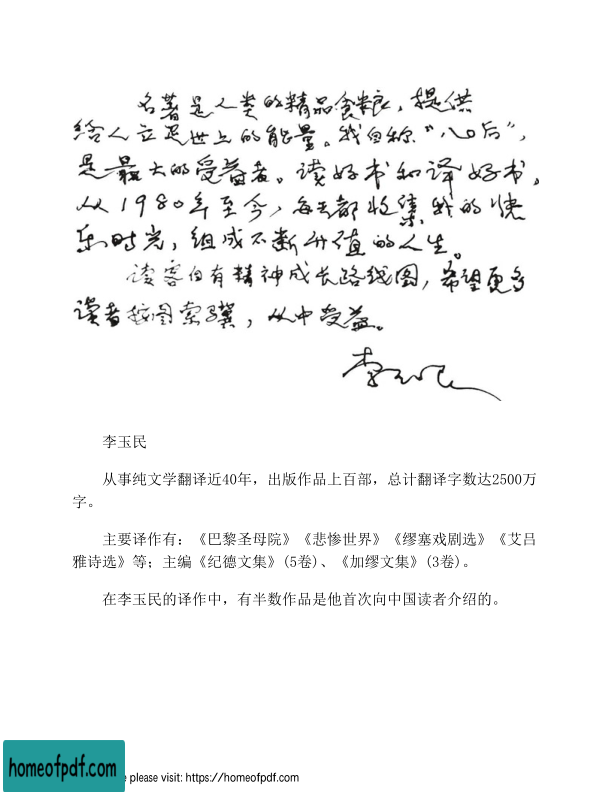 名著是人类的精品食粮，提供
给人立足世上的能量。我自称“八〇后”，
是最大的受益者。读好书和译好书，
从1980年至今，每天都收集我的快
乐时光，组成不断升值的人生。
读客自有精神成长路线图，希望更多
读者按图索骥，从中受益。
李玉民
李玉民
从事纯文学翻译近40年，出版作品上百部，总计翻译字数达2500万
字。
主要译作有：《巴黎圣母院》《悲惨世界》《缪塞戏剧选》《艾吕
雅诗选》等；主编《纪德文集》(5卷)、《加缪文集》(3卷)。
在李玉民的译作中，有半数作品是他首次向中国读者介绍的。
homeofpdf.com
e please visit: https://homeofpdf.com